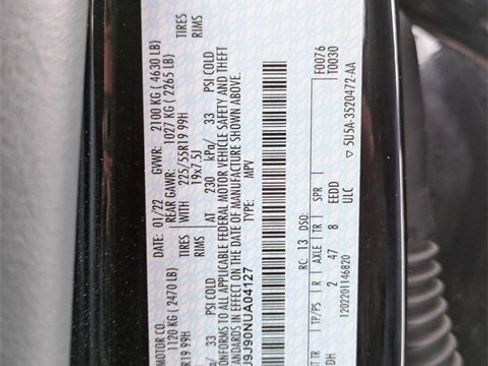 MOTOR CO.
DATE: 01/22 GVWR: 2100 KG ( 4630 LB)
1120 KG ( 2470 LB) REAR GAWR: 1027 KG ( 2265 LB)
TIRES WITH 225/55R19 99H TIRES
RIMS 19x7.5J RIMS
PSI COLD AT 230 kPa/ 33 PSI COLD
CONFORMS TO ALL APPLICABLE FEDERAL MOTOR VEHICLE SAFETY AND THEFT
STANDARDS IN EFFECT ON THE DATE OF MANUFACTURE SHOWN ABOVE.
J9J90NUA04127 TYPE: MPV
F0076
T0030
RC: 13 DSO:
TR TP/PS R AXLE TR SPR
DH 2 47 8 EEDD
ULC
1202201146820 5U5A-3520472-AA